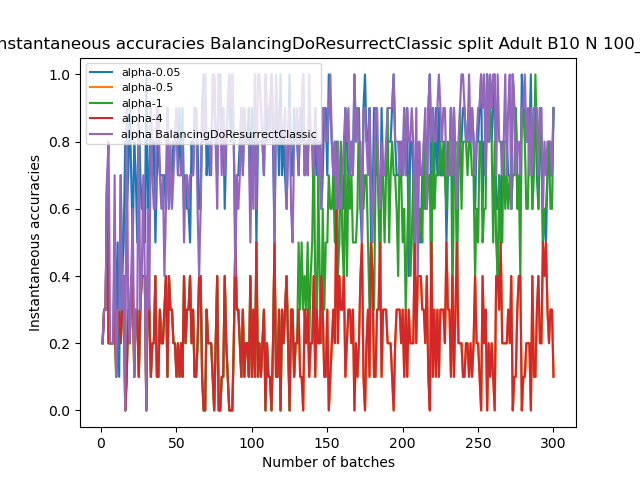 nstantaneous accuracies BalancingDoResurrectClassic split Adult B10 N 100_
alpha-0.05
alpha-0.5
alpha-1
alpha-4
alpha BalancingDoResurrectClassic
Instantaneous accuracies
1.0
0.8
0.6
0.4
0.2
0.0
0 50 100 150 200 250 300
Number of batches